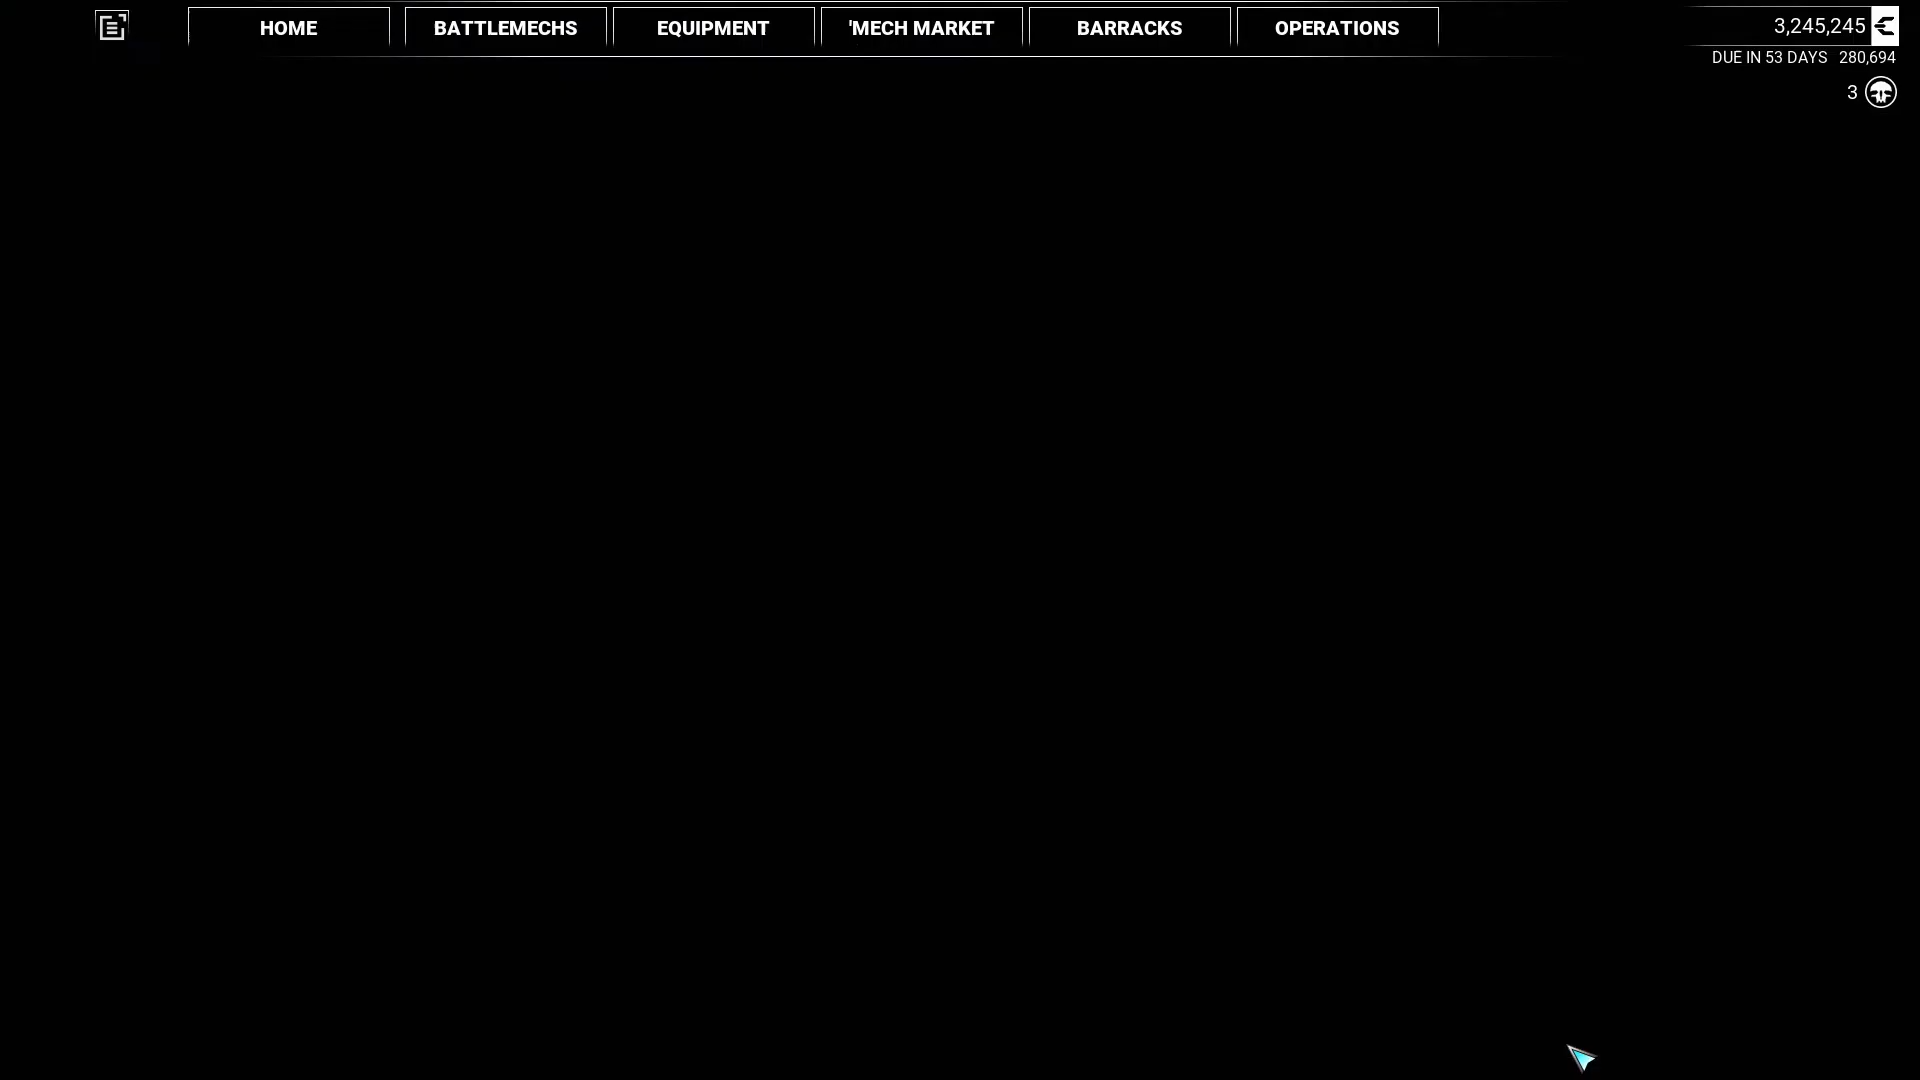 HOME
BATTLEMECHS
EQUIPMENT
'MECH MARKET
BARRACKS
OPERATIONS
3,245,245
DUE IN 53 DAYS 280,694
3